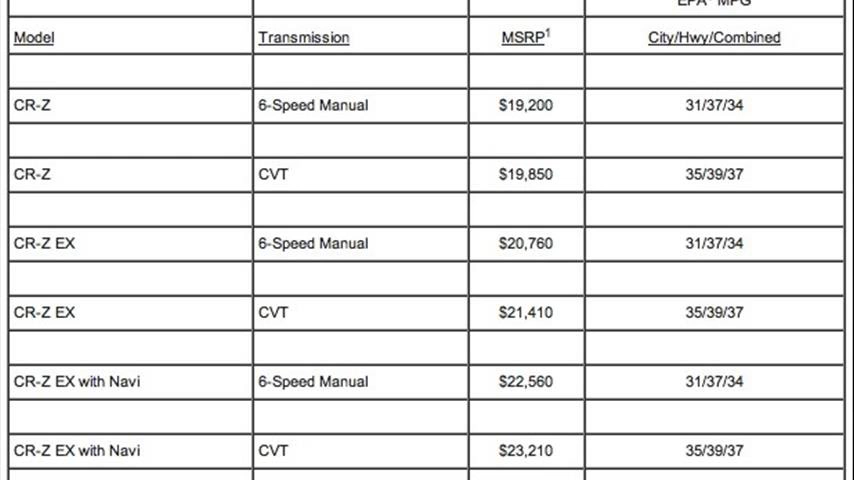 EPA* MPG
Model Transmission MSRP1 City/Hwy/Combined
CR-Z 6-Speed Manual $19,200 31/37/34
CR-Z CVT $19,850 35/39/37
CR-Z EX 6-Speed Manual $20,760 31/37/34
CR-Z EX CVT $21,410 35/39/37
CR-Z EX with Navi 6-Speed Manual $22,560 31/37/34
CR-Z EX with Navi CVT $23,210 35/39/37